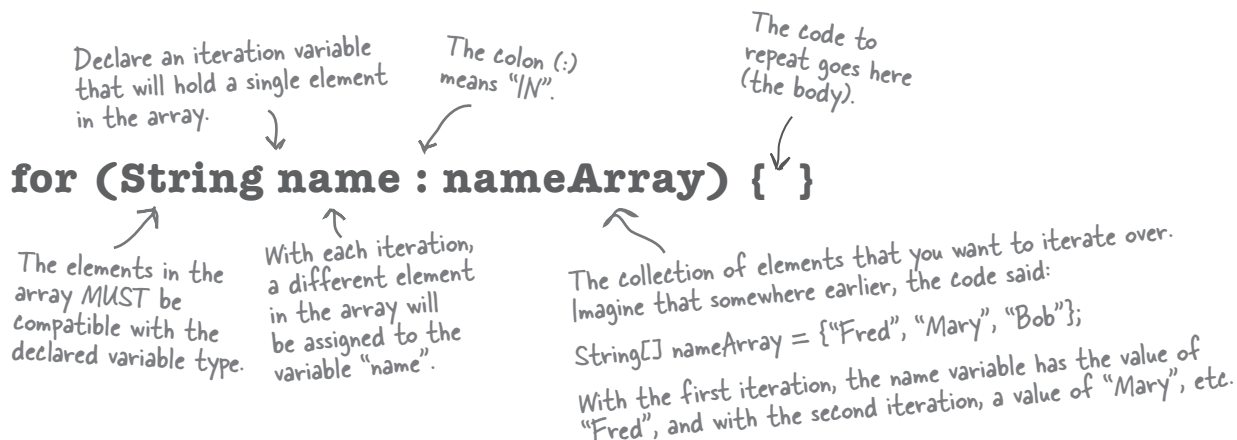 Declare an iteration variable
that will hold a single element
in the array.
The colon (:)
means “IN”.
The code to
repeat goes here
(the body).
for (String name : nameArray) { }
The elements in the
array MUST be
compatible with the
declared variable type.
With each iteration,
a different element
in the array will
be assigned to the
variable “name”.
The collection of elements that you want to iterate over.
Imagine that somewhere earlier, the code said:
String[] nameArray = {“Fred”, “Mary”, “Bob”};
With the first iteration, the name variable has the value of
“Fred”, and with the second iteration, a value of “Mary”, etc.